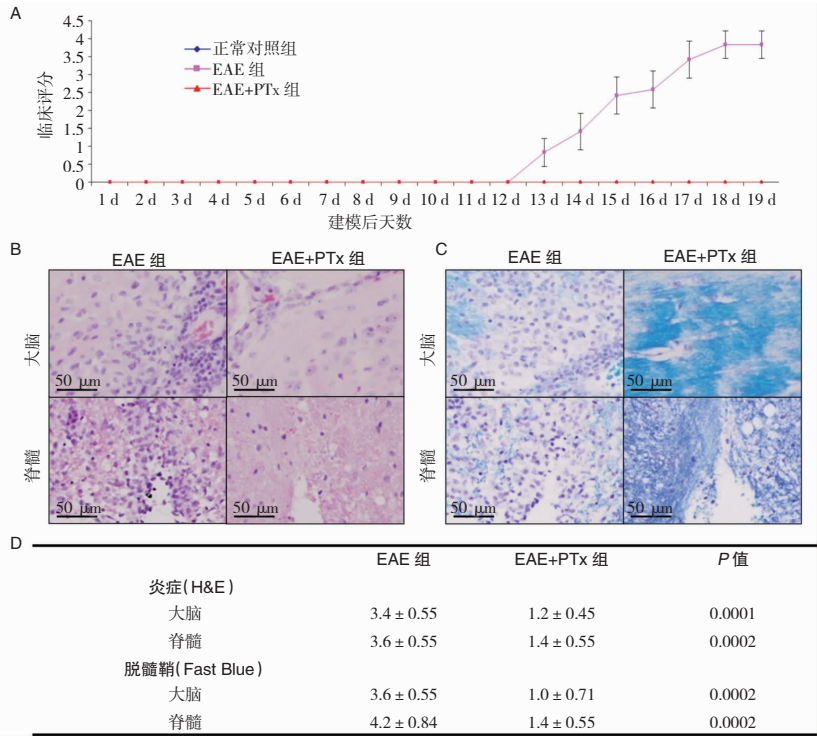 A
4.5
4
3.5
3
2.5
2
1.5
1
0.5
0
临床评分
正常对照组
EAE 组
EAE+PTx 组
1 d 2 d 3 d 4 d 5 d 6 d 7 d 8 d 9 d 10 d 11 d 12 d 13 d 14 d 15 d 16 d 17 d 18 d 19 d
建模后天数
B
EAE 组 EAE+PTx 组
大脑
50 μm 50 μm
脊髓
50 μm 50 μm
C
EAE 组 EAE+PTx 组
大脑
50 μm 50 μm
脊髓
50 μm 50 μm
D
EAE 组 EAE+PTx 组 P 值
炎症(H&E)
大脑 3.4 ± 0.55 1.2 ± 0.45 0.0001
脊髓 3.6 ± 0.55 1.4 ± 0.55 0.0002
脱髓鞘(Fast Blue)
大脑 3.6 ± 0.55 1.0 ± 0.71 0.0002
脊髓 4.2 ± 0.84 1.4 ± 0.55 0.0002